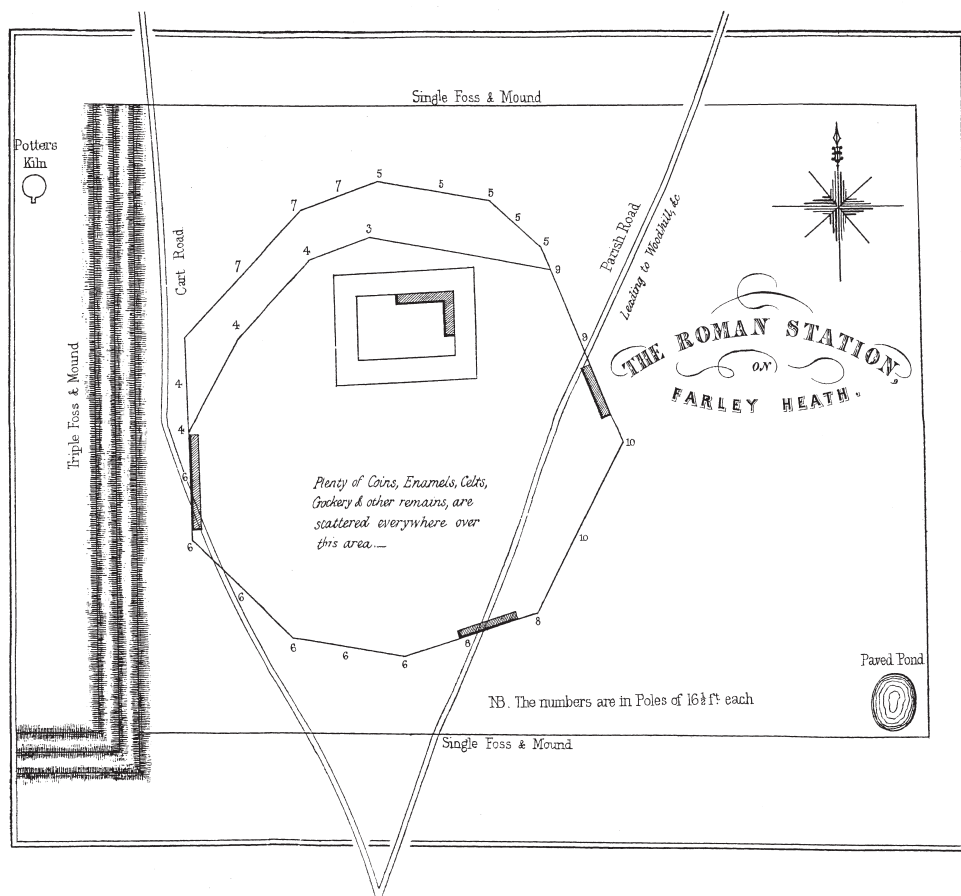 Single Foss & Mound
Potters
Kiln
Cart Road
Triple Foss & Mound
Parish Road
Leading to Woodhill, &c
THE ROMAN STATION,
ON
FARLEY HEATH.
5
7
5
5
7
5
7
5
3
4
9
4
9
4
4
10
6
10
6
6
8
8
6
6
6
Plenty of Coins, Enamels, Celts,
Crockery & other remains, are
scattered everywhere over
this area.—
Paved Pond
NB. The numbers are in Poles of 16½ ft. each
Single Foss & Mound